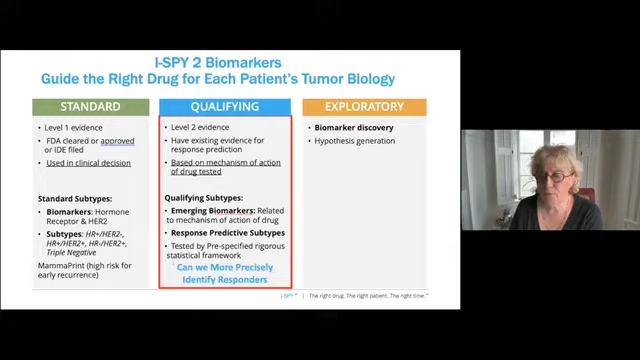 I-SPY 2 Biomarkers
Guide the Right Drug for Each Patient's Tumor Biology
STANDARD
• Level 1 evidence
• FDA cleared or approved
or IDE filed
• Used in clinical decision
Standard Subtypes:
• Biomarkers: Hormone
Receptor & HER2
• Subtypes: HR+/HER2-,
HR+/HER2+, HR-/HER2+,
Triple Negative
MammaPrint (high risk for
early recurrence)
QUALIFYING
• Level 2 evidence
• Have existing evidence for
response prediction
• Based on mechanism of action
of drug tested
Qualifying Subtypes:
• Emerging Biomarkers: Related
to mechanism of action of drug
• Response Predictive Subtypes
• Tested by Pre-specified rigorous
statistical framework
Can we More Precisely
Identify Responders
EXPLORATORY
• Biomarker discovery
• Hypothesis generation
I-SPY™ | The right drug. The right patient. The right time.™